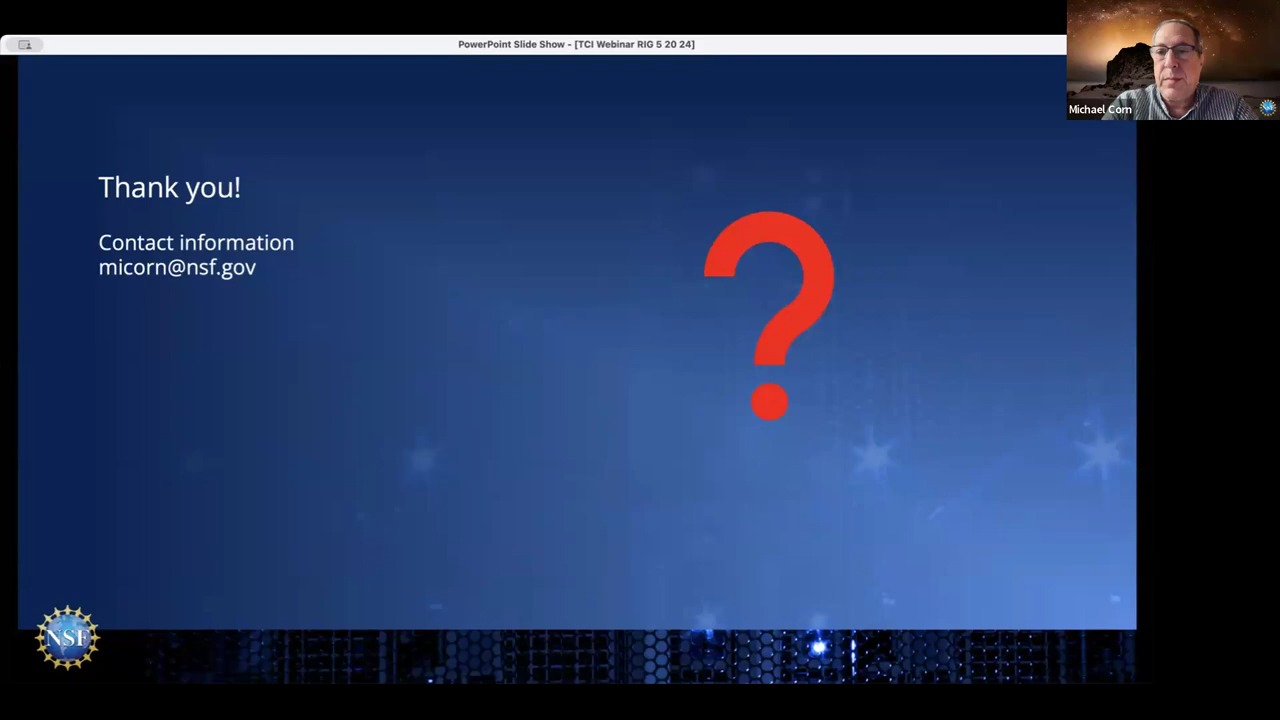 PowerPoint Slide Show - [TCI Webinar RIG 5 20 24]
Michael Corn
Thank you!
?
Contact information
micorn@nsf.gov
NSF